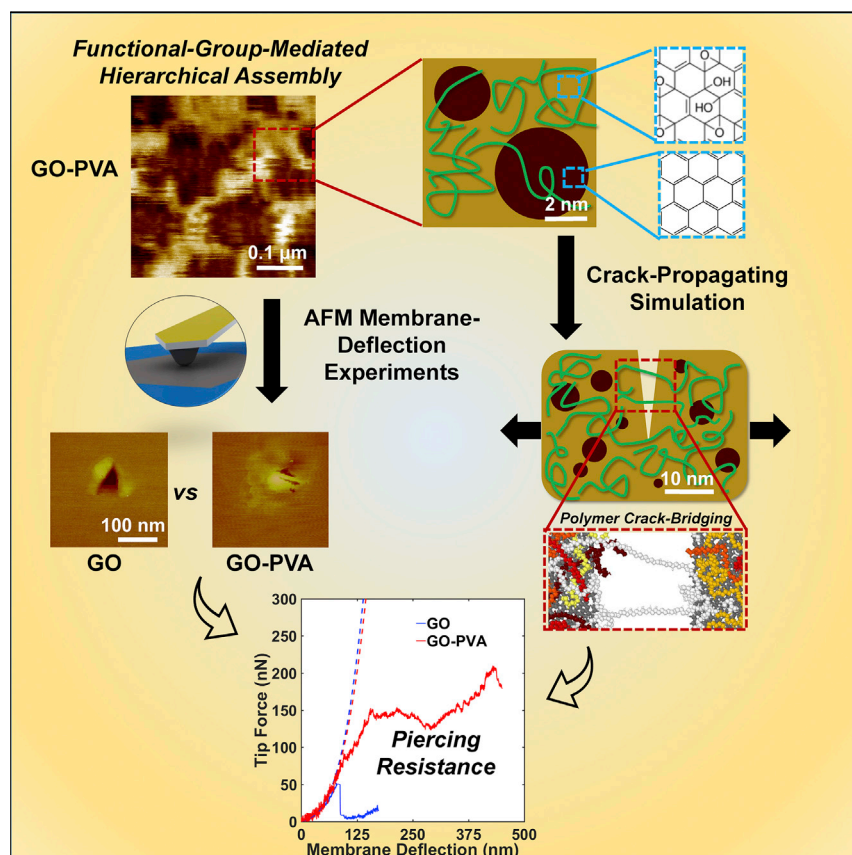 Functional-Group-Mediated
Hierarchical Assembly
GO-PVA
0.1 μm
2 nm
O
OH
O
HO
O
O
Crack-Propagating
Simulation
AFM Membrane-
Deflection
Experiments
100 nm
vs
GO
GO-PVA
10 nm
Polymer Crack-Bridging
300
250
200
150
100
50
0
Tip Force (nN)
GO
GO-PVA
Piercing
Resistance
0
125
250
375
500
Membrane Deflection (nm)